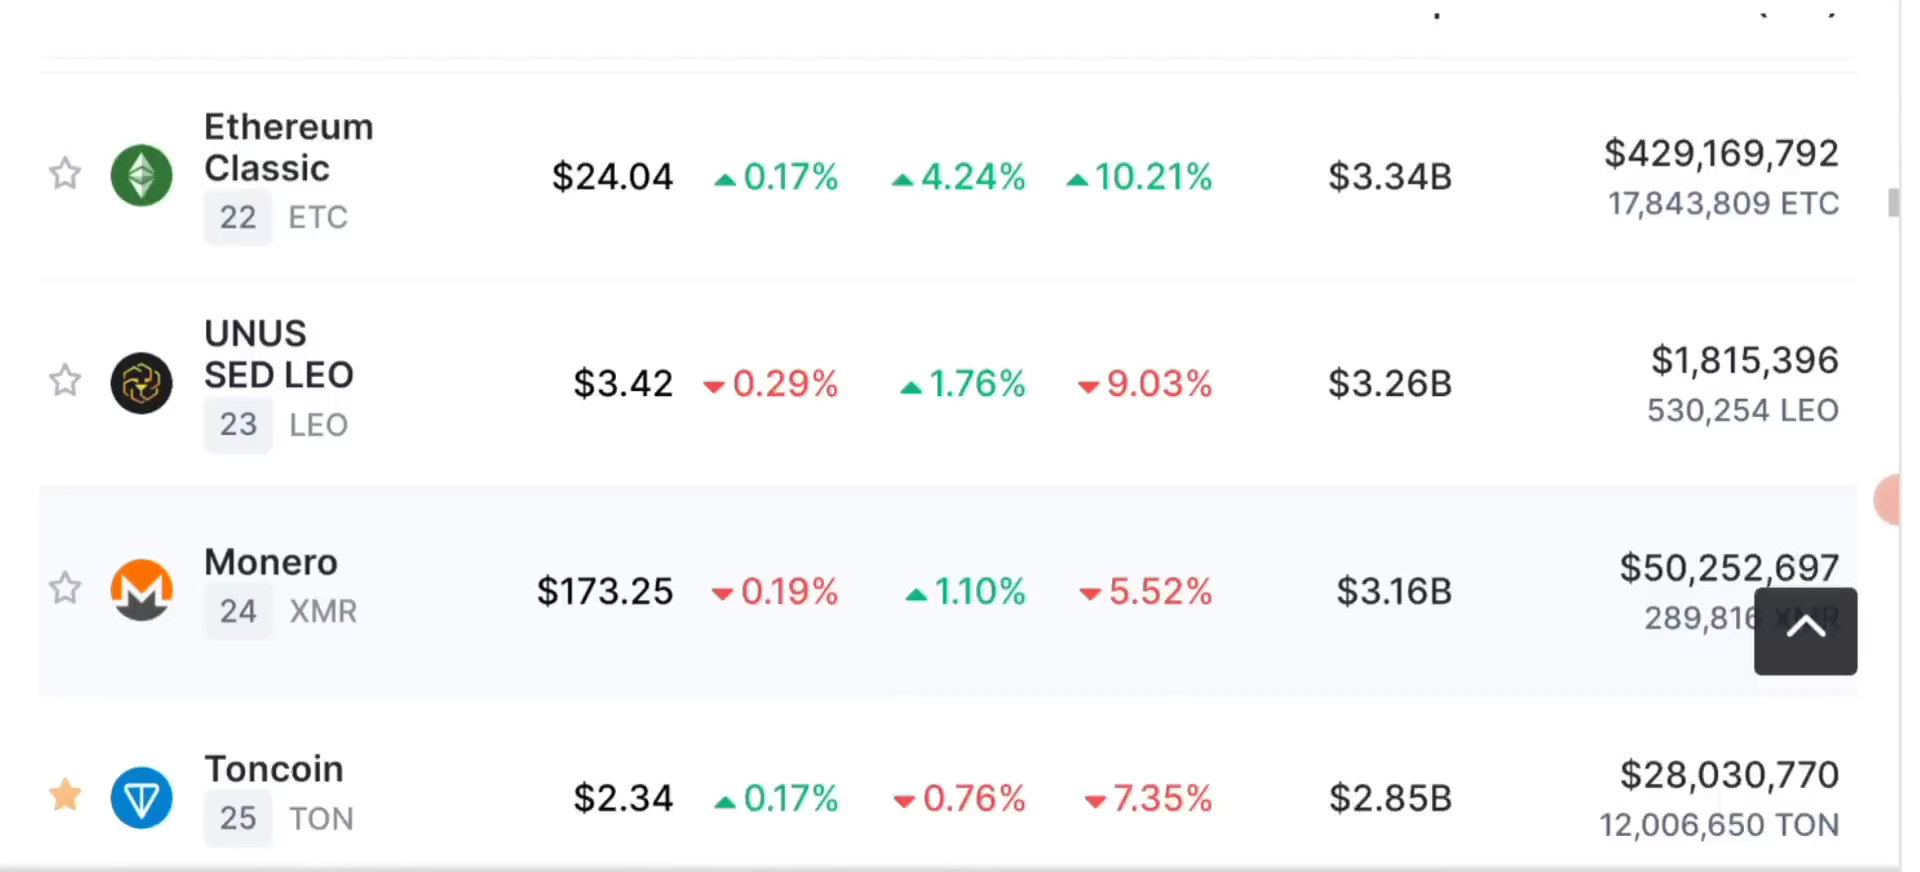 Ethereum
Classic
22 ETC
$24.04 0.17% 4.24% 10.21% $3.34B $429,169,792
17,843,809 ETC
UNUS
SED LEO
23 LEO
$3.42 0.29% 1.76% 9.03% $3.26B $1,815,396
530,254 LEO
Monero
24 XMR
$173.25 0.19% 1.10% 5.52% $3.16B $50,252,697
289,816 XMR
Toncoin
25 TON
$2.34 0.17% 0.76% 7.35% $2.85B $28,030,770
12,006,650 TON